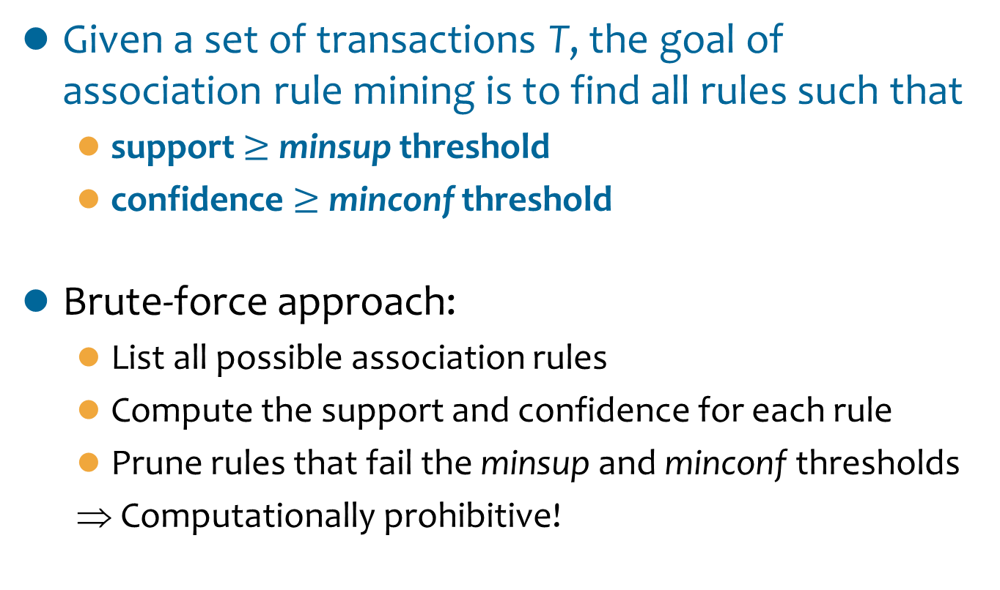 ● Given a set of transactions T, the goal of
association rule mining is to find all rules such that
● support ≥ minsup threshold
● confidence ≥ minconf threshold
● Brute-force approach:
● List all possible association rules
● Compute the support and confidence for each rule
● Prune rules that fail the minsup and minconf thresholds
⇒ Computationally prohibitive!